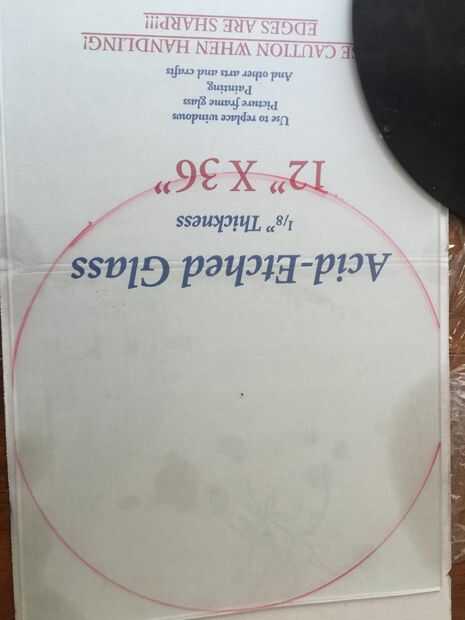 Acid-Etched Glass
1/8” Thickness
12” X 36”
Use to replace windows
Picture frame glass
Painting
And other arts and crafts
CAUTION WHEN HANDLING!
EDGES ARE SHARP!!!